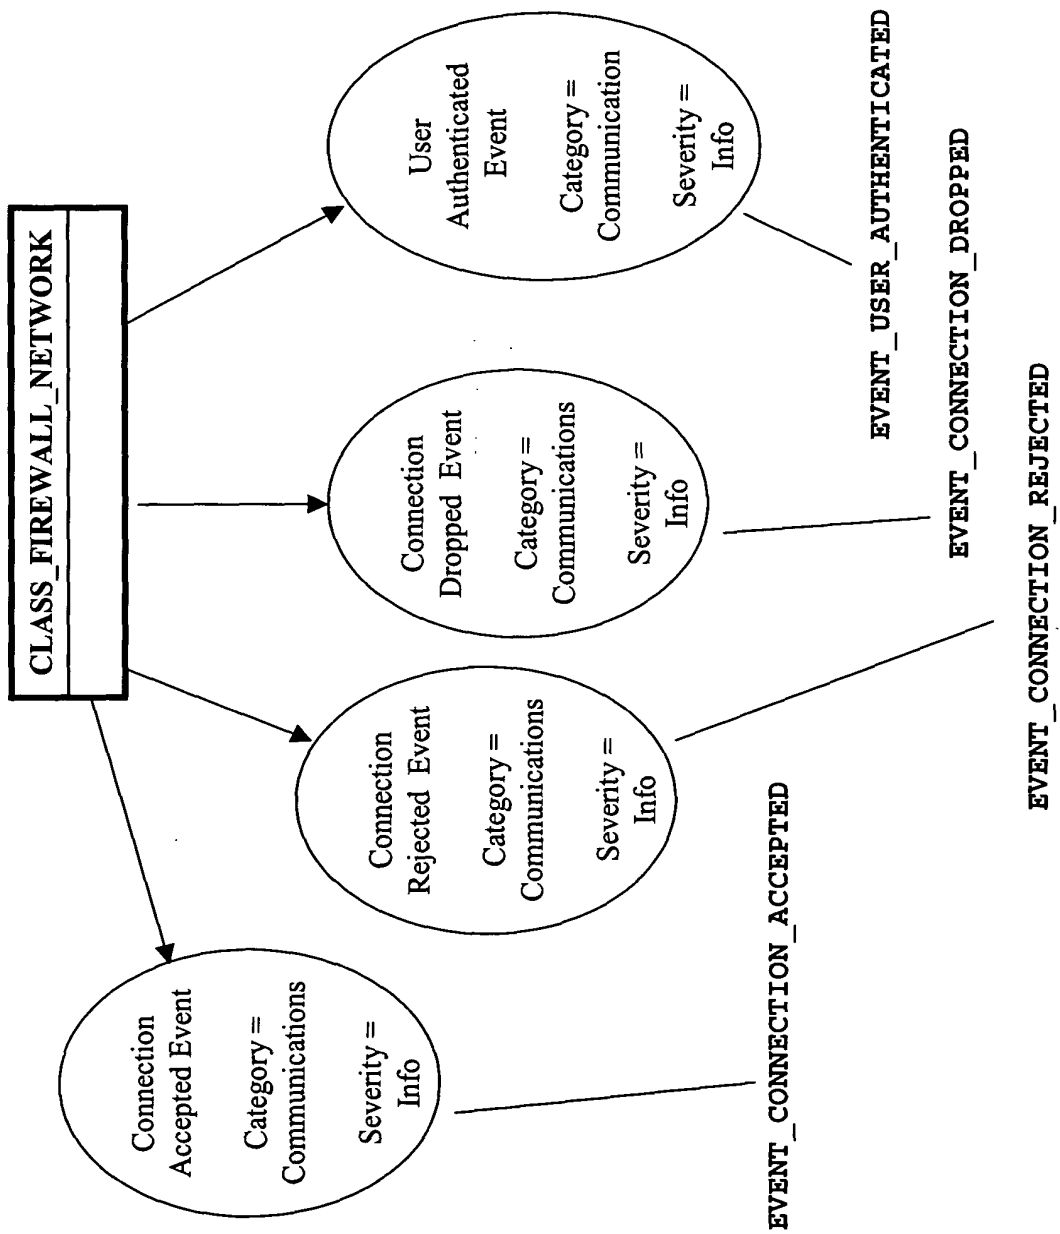 CLASS_FIREWALL_NETWORK
Connection
Accepted Event
Category =
Communications
Severity =
Info
Connection
Rejected Event
Category =
Communications
Severity =
Info
Connection
Dropped Event
Category =
Communications
Severity =
Info
User
Authenticated
Event
Category =
Communication
Severity =
Info
EVENT_CONNECTION_ACCEPTED
EVENT_USER_AUTHENTICATED
EVENT_CONNECTION_DROPPED
EVENT_CONNECTION_REJECTED